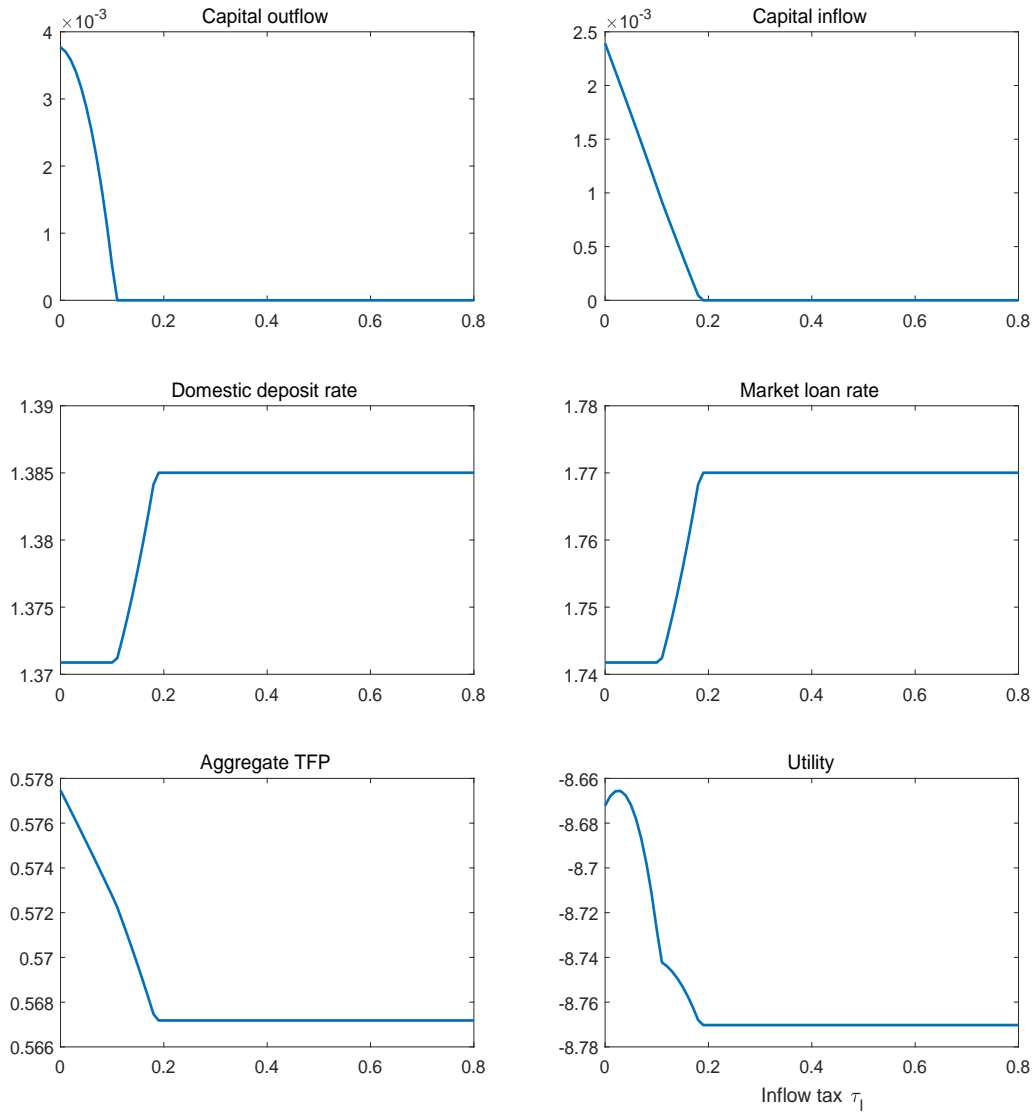 Capital outflow
×10-3
4
3
2
1
0
0 0.2 0.4 0.6 0.8
Capital inflow
×10-3
2.5
2
1.5
1
0.5
0
0 0.2 0.4 0.6 0.8
Domestic deposit rate
1.39
1.385
1.38
1.375
1.37
0 0.2 0.4 0.6 0.8
Market loan rate
1.78
1.77
1.76
1.75
1.74
0 0.2 0.4 0.6 0.8
Aggregate TFP
0.578
0.576
0.574
0.572
0.57
0.568
0.566
0 0.2 0.4 0.6 0.8
Utility
-8.66
-8.68
-8.7
-8.72
-8.74
-8.76
-8.78
0 0.2 0.4 0.6 0.8
Inflow tax τl